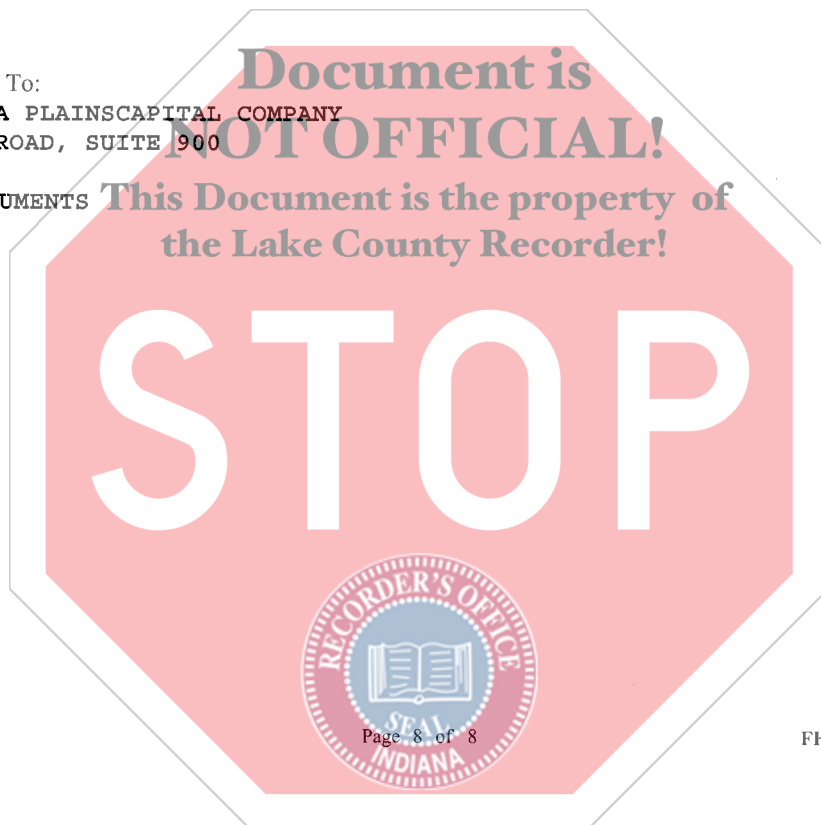 Document is
To:
A PLAINSCAPITAL COMPANY
NOT OFFICIAL!
ROAD, SUITE 900
UMENTS
This Document is the property of
the Lake County Recorder!
STOP
RECORDER'S OFFICE
SEAL
Page 8 of 8
INDIANA
FH